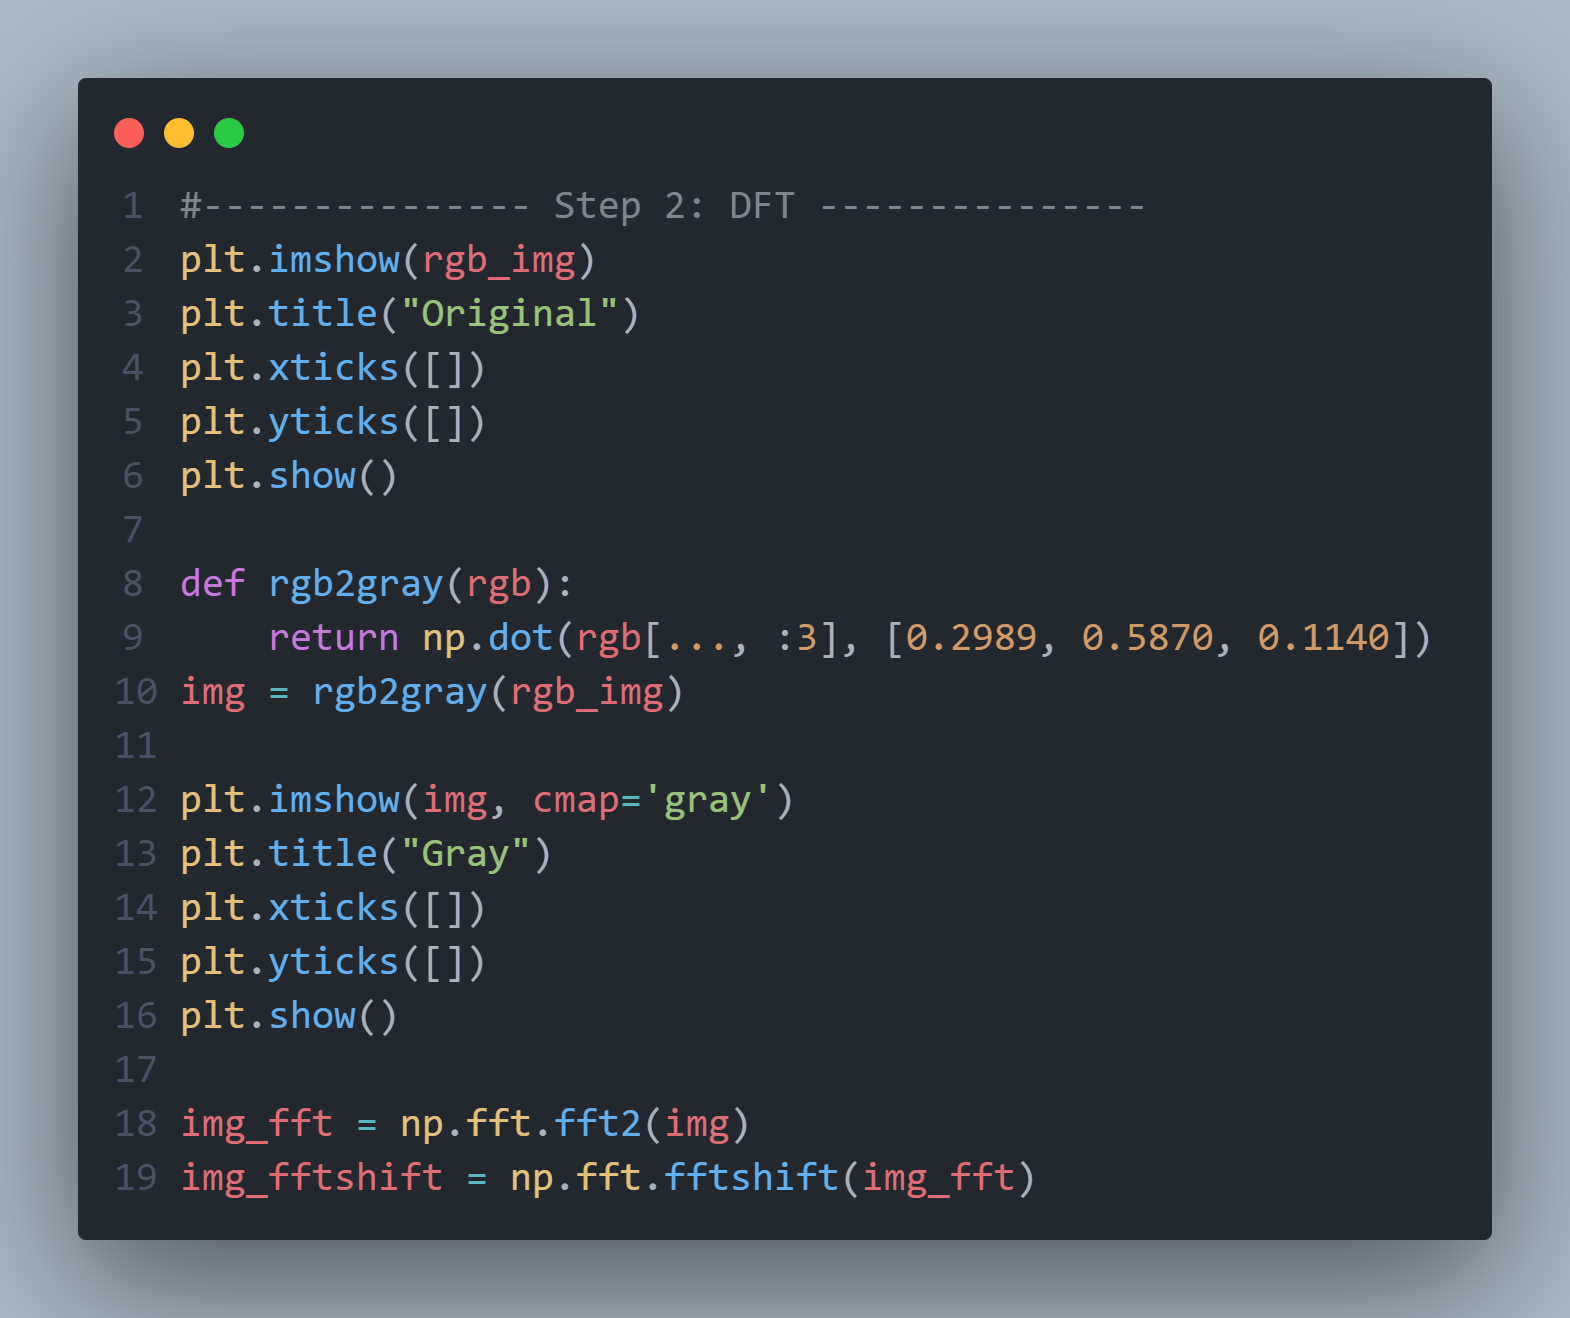 1 #--------------- Step 2: DFT ---------------
2 plt.imshow(rgb_img)
3 plt.title("Original")
4 plt.xticks([])
5 plt.yticks([])
6 plt.show()
7
8 def rgb2gray(rgb):
9     return np.dot(rgb[..., :3], [0.2989, 0.5870, 0.1140])
10 img = rgb2gray(rgb_img)
11
12 plt.imshow(img, cmap='gray')
13 plt.title("Gray")
14 plt.xticks([])
15 plt.yticks([])
16 plt.show()
17
18 img_fft = np.fft.fft2(img)
19 img_fftshift = np.fft.fftshift(img_fft)